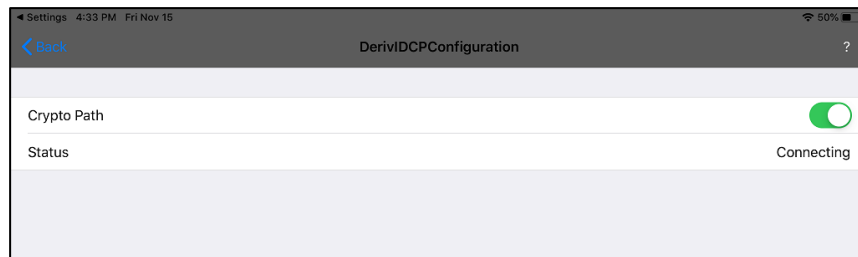 Settings 4:33 PM Fri Nov 15 50%
Back DerivIDCPConfiguration ?
Crypto Path
Status Connecting